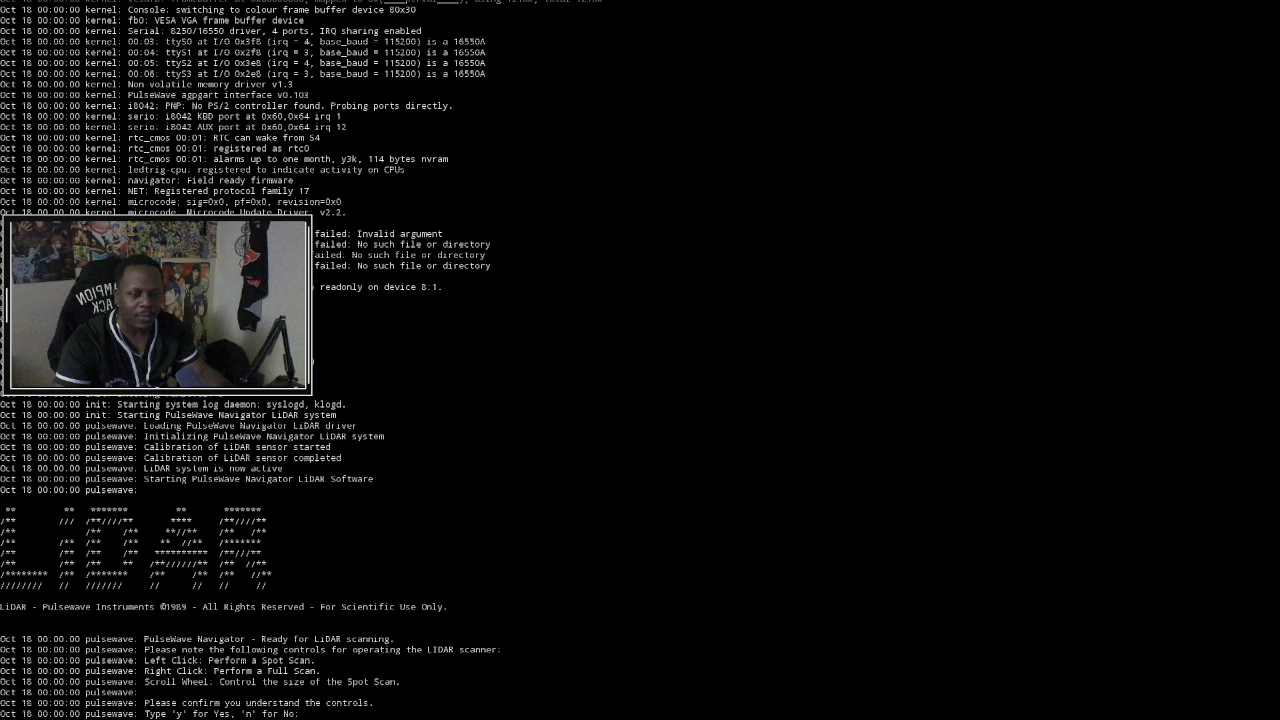 Oct 18 00:00:00 kernel: Console: switching to colour frame buffer device 80x30
Oct 18 00:00:00 kernel: fb0: VESA VGA frame buffer device
Oct 18 00:00:00 kernel: Serial: 8250/16550 driver, 4 ports, IRQ sharing enabled
Oct 18 00:00:00 kernel: 00:03: ttyS0 at I/O 0x3f8 (irq = 4, base_baud = 115200) is a 16550A
Oct 18 00:00:00 kernel: 00:04: ttyS1 at I/O 0x2f8 (irq = 3, base_baud = 115200) is a 16550A
Oct 18 00:00:00 kernel: 00:05: ttyS2 at I/O 0x3e8 (irq = 4, base_baud = 115200) is a 16550A
Oct 18 00:00:00 kernel: 00:06: ttyS3 at I/O 0x2e8 (irq = 3, base_baud = 115200) is a 16550A
Oct 18 00:00:00 kernel: Non volatile memory driver v1.3
Oct 18 00:00:00 kernel: PulseWave agpgart interface v0.103
Oct 18 00:00:00 kernel: i8042: PNP: No PS/2 controller found. Probing ports directly.
Oct 18 00:00:00 kernel: serio: i8042 KBD port at 0x60,0x64 irq 1
Oct 18 00:00:00 kernel: serio: i8042 AUX port at 0x60,0x64 irq 12
Oct 18 00:00:00 kernel: rtc_cmos 00:01: RTC can wake from S4
Oct 18 00:00:00 kernel: rtc_cmos 00:01: registered as rtc0
Oct 18 00:00:00 kernel: rtc_cmos 00:01: alarms up to one month, y3k, 114 bytes nvram
Oct 18 00:00:00 kernel: ledtrig-cpu: registered to indicate activity on CPUs
Oct 18 00:00:00 kernel: navigator: Field ready firmware
Oct 18 00:00:00 kernel: NET: Registered protocol family 17
Oct 18 00:00:00 kernel: microcode: sig=0x0, pf=0x0, revision=0x0
Oct 18 00:00:00 kernel: microcode: Microcode Update Driver: v2.2.
failed: Invalid argument
failed: No such file or directory
failed: No such file or directory
failed: No such file or directory
readonly on device 8:1.
Oct 18 00:00:00 init: Starting system log daemon: syslogd, klogd.
Oct 18 00:00:00 init: Starting PulseWave Navigator LiDAR system
Oct 18 00:00:00 pulsewave: Loading PulseWave Navigator LiDAR driver
Oct 18 00:00:00 pulsewave: Initializing PulseWave Navigator LiDAR system
Oct 18 00:00:00 pulsewave: Calibration of LiDAR sensor started
Oct 18 00:00:00 pulsewave: Calibration of LiDAR sensor completed
Oct 18 00:00:00 pulsewave: LiDAR system is now active
Oct 18 00:00:00 pulsewave: Starting PulseWave Navigator LiDAR Software
Oct 18 00:00:00 pulsewave:
LiDAR
LiDAR - Pulsewave Instruments ©1989 - All Rights Reserved - For Scientific Use Only.
Oct 18 00:00:00 pulsewave: PulseWave Navigator - Ready for LiDAR scanning.
Oct 18 00:00:00 pulsewave: Please note the following controls for operating the LIDAR scanner:
Oct 18 00:00:00 pulsewave: Left Click: Perform a Spot Scan.
Oct 18 00:00:00 pulsewave: Right Click: Perform a Full Scan.
Oct 18 00:00:00 pulsewave: Scroll Wheel: Control the size of the Spot Scan.
Oct 18 00:00:00 pulsewave:
Oct 18 00:00:00 pulsewave: Please confirm you understand the controls.
Oct 18 00:00:00 pulsewave: Type 'y' for Yes, 'n' for No: